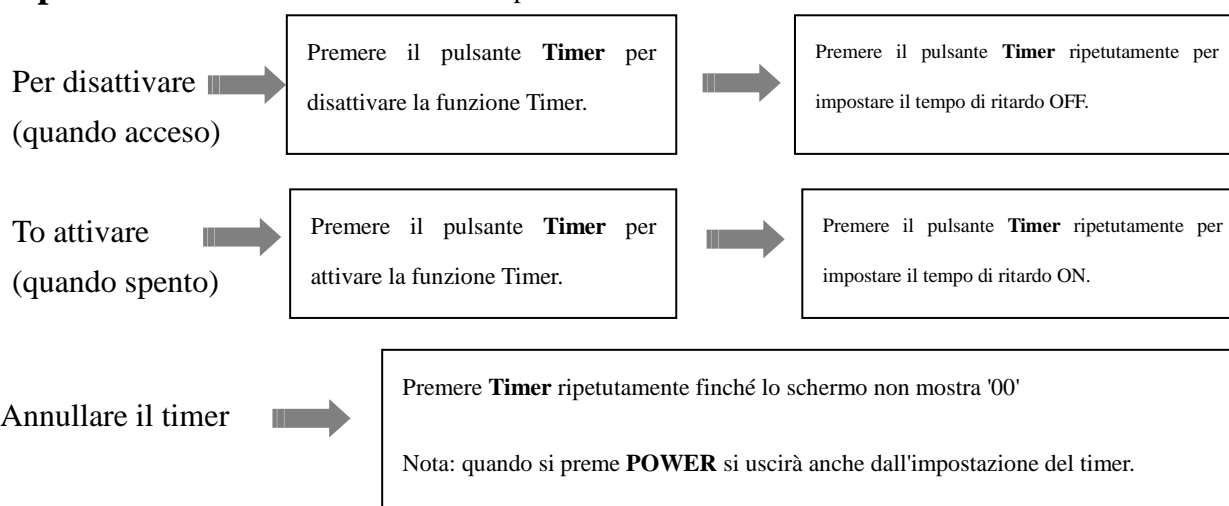 Per disattivare
(quando acceso)
Premere il pulsante Timer per
disattivare la funzione Timer.
Premere il pulsante Timer ripetutamente per
impostare il tempo di ritardo OFF.
To attivare
(quando spento)
Premere il pulsante Timer per
attivare la funzione Timer.
Premere il pulsante Timer ripetutamente per
impostare il tempo di ritardo ON.
Annullare il timer
Premere Timer ripetutamente finché lo schermo non mostra '00'
Nota: quando si preme POWER si uscirà anche dall'impostazione del timer.